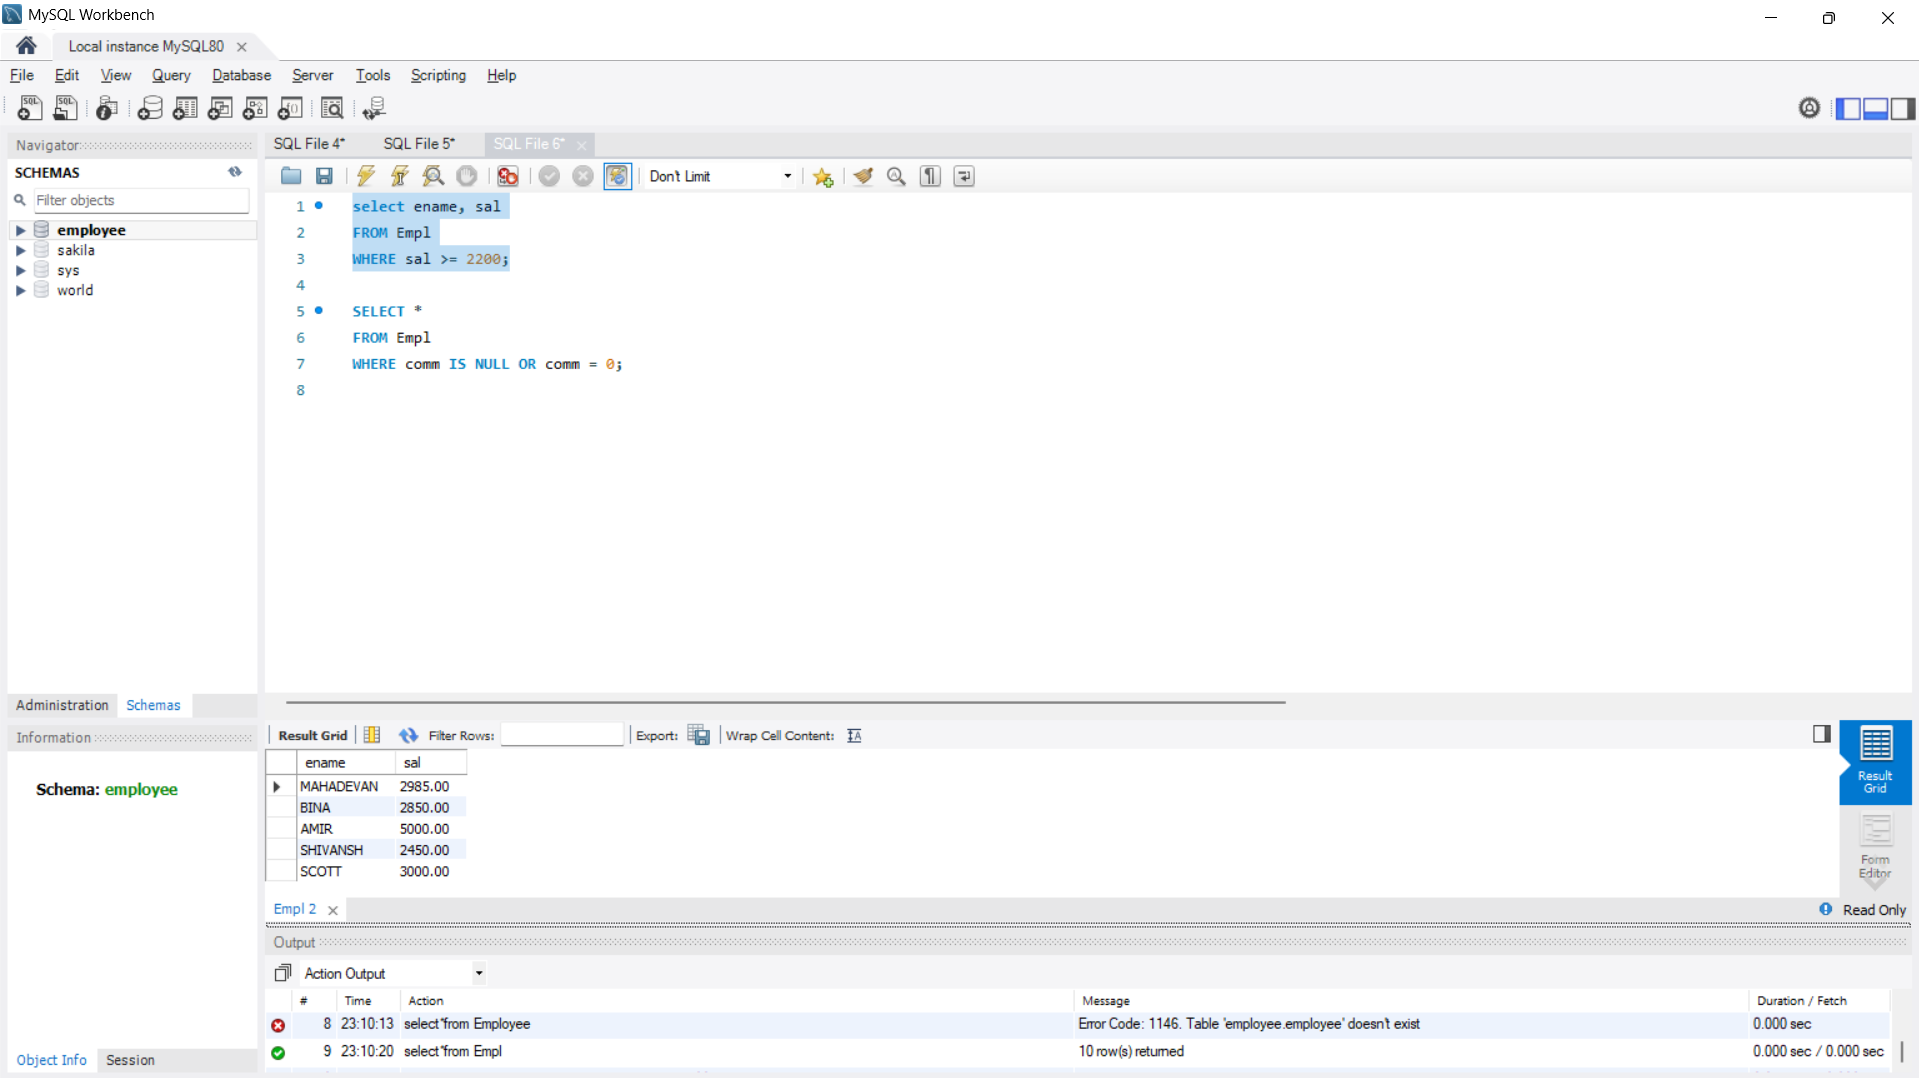 MySQL Workbench
Local instance MySQL80
File Edit View Query Database Server Tools Scripting Help
Navigator
SCHEMAS
Filter objects
employee
sakila
sys
world
Administration Schemas
Information
Schema: employee
Object Info Session
SQL File 4* SQL File 5* SQL File 6*
Don't Limit
1 select ename, sal
2 FROM Empl
3 WHERE sal >= 2200;
4
5 SELECT *
6 FROM Empl
7 WHERE comm IS NULL OR comm = 0;
8
Result Grid Filter Rows: Export: Wrap Cell Content:
ename sal
MAHADEVAN 2985.00
BINA 2850.00
AMIR 5000.00
SHIVANSH 2450.00
SCOTT 3000.00
Result
Grid
Form
Editor
Empl 2
Read Only
Output
Action Output
# Time Action Message Duration / Fetch
8 23:10:13 select*from Employee Error Code: 1146. Table 'employee.employee' doesn't exist 0.000 sec
9 23:10:20 select*from Empl 10 row(s) returned 0.000 sec / 0.000 sec